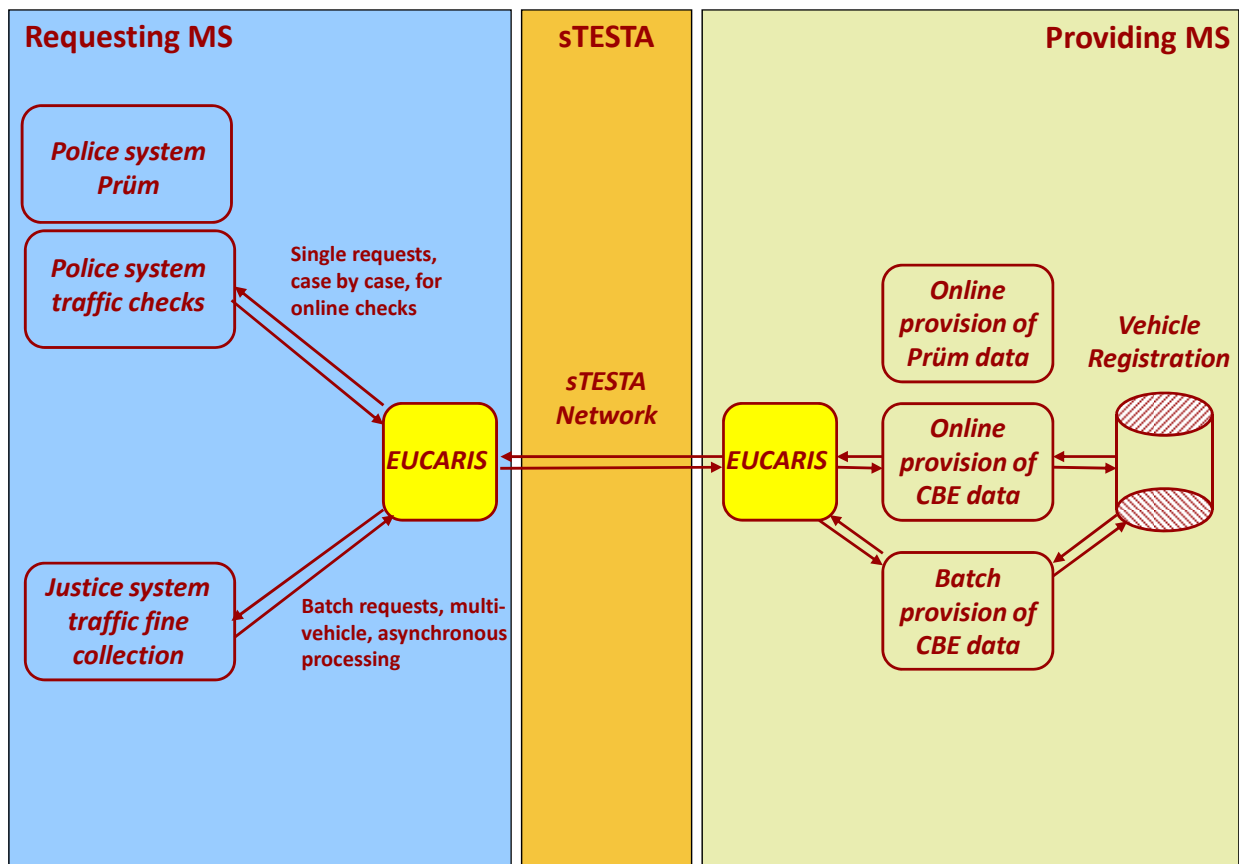 Requesting MS
sTESTA
Providing MS
Police system
Prüm
Police system
traffic checks
Single requests,
case by case, for
online checks
EUCARIS
Justice system
traffic fine
collection
Batch requests, multi-
vehicle, asynchronous
processing
sTESTA
Network
EUCARIS
Online
provision of
Prüm data
Online
provision of
CBE data
Batch
provision of
CBE data
Vehicle
Registration